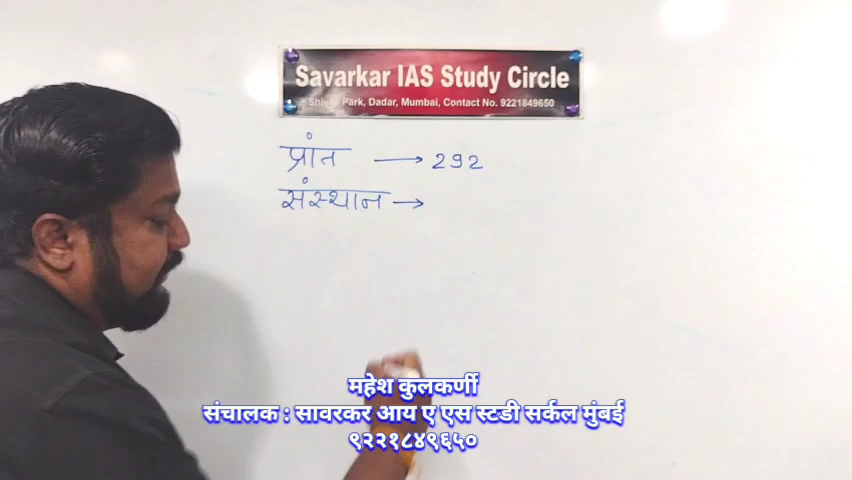 Savarkar IAS Study Circle
Shivaji Park, Dadar, Mumbai, Contact No. 9221849650
प्रांत → 292
संस्थान →
महेश कुलकर्णी
संचालक : सावरकर आय ए एस स्टडी सर्कल मुंबई
९२२१८४९६५०